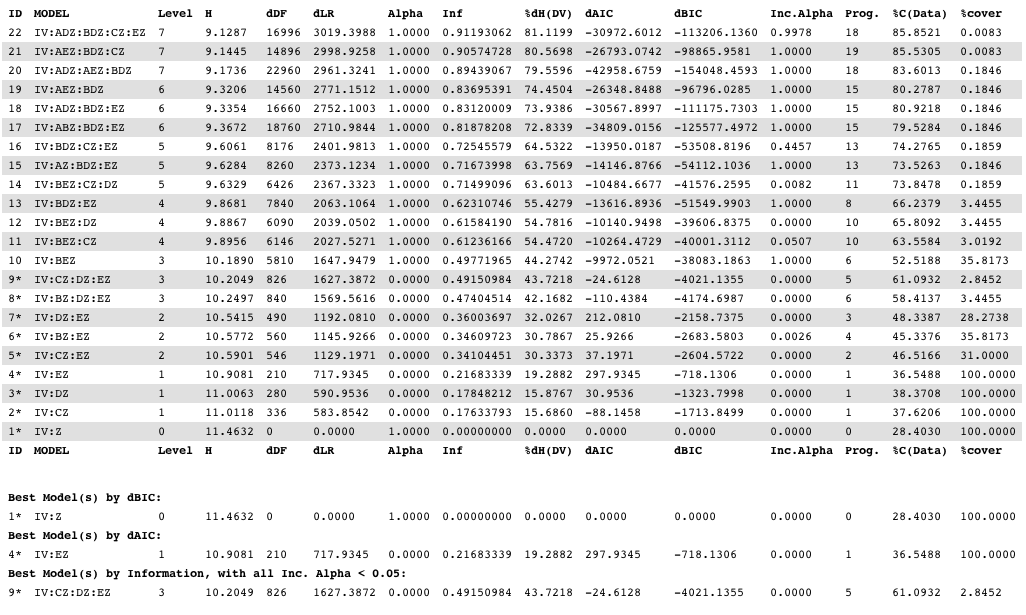 ID MODEL Level H dDF dLR Alpha Inf %dH(DV) dAIC dBIC Inc.Alpha Prog. %C(Data) %cover
22 IV:ADZ:BDZ:CZ:EZ 7 9.1287 16996 3019.3988 1.0000 0.91193062 81.1199 -30972.6012 -113206.1360 0.9978 18 85.8521 0.0083
21 IV:AEZ:BDZ:CZ 7 9.1445 14896 2998.9258 1.0000 0.90574728 80.5698 -26793.0742 -98865.9581 1.0000 19 85.5305 0.0083
20 IV:ADZ:AEZ:BDZ 7 9.1736 22960 2961.3241 1.0000 0.89439067 79.5596 -42958.6759 -154048.4593 1.0000 18 83.6013 0.1846
19 IV:AEZ:BDZ 6 9.3206 14560 2771.1512 1.0000 0.83695391 74.4504 -26348.8488 -96796.0285 1.0000 15 80.2787 0.1846
18 IV:ADZ:BDZ:EZ 6 9.3354 16660 2752.1003 1.0000 0.83120009 73.9386 -30567.8997 -111175.7303 1.0000 15 80.9218 0.1846
17 IV:ABZ:BDZ:EZ 6 9.3672 18760 2710.9844 1.0000 0.81878208 72.8339 -34809.0156 -125577.4972 1.0000 15 79.5284 0.1846
16 IV:BDZ:CZ:EZ 5 9.6061 8176 2401.9813 1.0000 0.72545579 64.5322 -13950.0187 -53508.8196 0.4457 13 74.2765 0.1859
15 IV:AZ:BDZ:EZ 5 9.6284 8260 2373.1234 1.0000 0.71673998 63.7569 -14146.8766 -54112.1036 1.0000 13 73.5263 0.1846
14 IV:BEZ:CZ:DZ 5 9.6329 6426 2367.3323 1.0000 0.71499096 63.6013 -10484.6677 -41576.2595 0.0082 11 73.8478 0.1859
13 IV:BDZ:EZ 4 9.8681 7840 2063.1064 1.0000 0.62310746 55.4279 -13616.8936 -51549.9903 1.0000 8 66.2379 3.4455
12 IV:BEZ:DZ 4 9.8867 6090 2039.0502 1.0000 0.61584190 54.7816 -10140.9498 -39606.8375 0.0000 10 65.8092 3.4455
11 IV:BEZ:CZ 4 9.8956 6146 2027.5271 1.0000 0.61236166 54.4720 -10264.4729 -40001.3112 0.0507 10 63.5584 3.0192
10 IV:BEZ 3 10.1890 5810 1647.9479 1.0000 0.49771965 44.2742 -9972.0521 -38083.1863 1.0000 6 52.5188 35.8173
9* IV:CZ:DZ:EZ 3 10.2049 826 1627.3872 0.0000 0.49150984 43.7218 -24.6128 -4021.1355 0.0000 5 61.0932 2.8452
8* IV:BZ:DZ:EZ 3 10.2497 840 1569.5616 0.0000 0.47404514 42.1682 -110.4384 -4174.6987 0.0000 6 58.4137 3.4455
7* IV:DZ:EZ 2 10.5415 490 1192.0810 0.0000 0.36003697 32.0267 212.0810 -2158.7375 0.0000 3 48.3387 28.2738
6* IV:BZ:EZ 2 10.5772 560 1145.9266 0.0000 0.34609723 30.7867 25.9266 -2683.5803 0.0026 4 45.3376 35.8173
5* IV:CZ:EZ 2 10.5901 546 1129.1971 0.0000 0.34104451 30.3373 37.1971 -2604.5722 0.0000 2 46.5166 31.0000
4* IV:EZ 1 10.9081 210 717.9345 0.0000 0.21683339 19.2882 297.9345 -718.1306 0.0000 1 36.5488 100.0000
3* IV:DZ 1 11.0063 280 590.9536 0.0000 0.17848212 15.8767 30.9536 -1323.7998 0.0000 1 38.3708 100.0000
2* IV:CZ 1 11.0118 336 583.8542 0.0000 0.17633793 15.6860 -88.1458 -1713.8499 0.0000 1 37.6206 100.0000
1* IV:Z 0 11.4632 0 0.0000 1.0000 0.00000000 0.0000 0.0000 0.0000 0.0000 0 28.4030 100.0000
ID MODEL Level H dDF dLR Alpha Inf %dH(DV) dAIC dBIC Inc.Alpha Prog. %C(Data) %cover
Best Model(s) by dBIC:
1* IV:Z 0 11.4632 0 0.0000 1.0000 0.00000000 0.0000 0.0000 0.0000 0.0000 0 28.4030 100.0000
Best Model(s) by dAIC:
4* IV:EZ 1 10.9081 210 717.9345 0.0000 0.21683339 19.2882 297.9345 -718.1306 0.0000 1 36.5488 100.0000
Best Model(s) by Information, with all Inc. Alpha < 0.05:
9* IV:CZ:DZ:EZ 3 10.2049 826 1627.3872 0.0000 0.49150984 43.7218 -24.6128 -4021.1355 0.0000 5 61.0932 2.8452